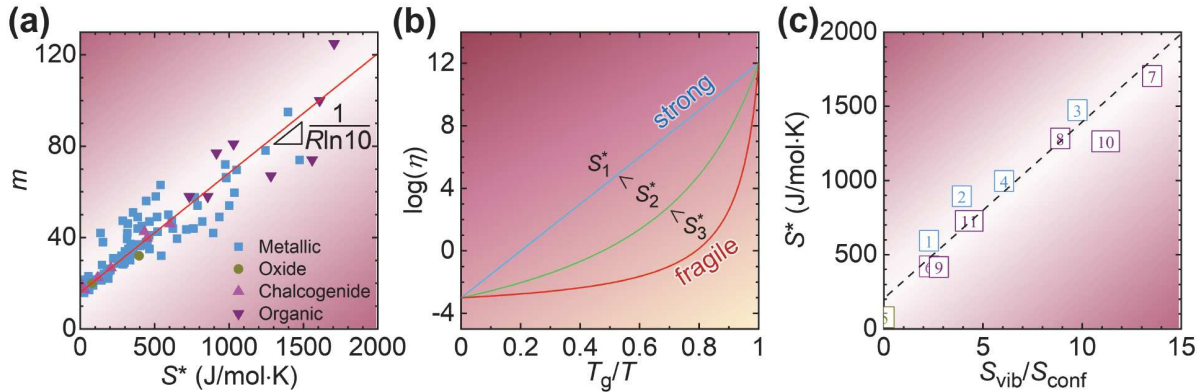 (a)
120
80
40
0
m
1
Rln10
Metallic
Oxide
Chalcogenide
Organic
0 500 1000 1500 2000
S* (J/mol·K)
(b)
12
8
4
0
-4
log(η)
strong
S₁*
S₂*
S₃*
fragile
0 0.2 0.4 0.6 0.8 1
Tg/T
(c)
2000
1500
1000
500
0
S* (J/mol·K)
7
3
8
10
4
2
11
1
9
5
0 5 10 15
Svib/Sconf